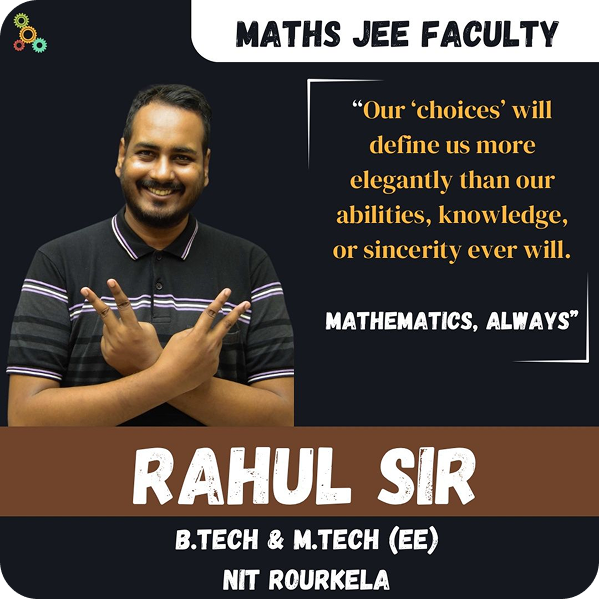 MATHS JEE FACULTY
“Our ‘choices’ will
define us more
elegantly than our
abilities, knowledge,
or sincerity ever will.
MATHEMATICS, ALWAYS”
RAHUL SIR
B.TECH & M.TECH (EE)
NIT ROURKELA